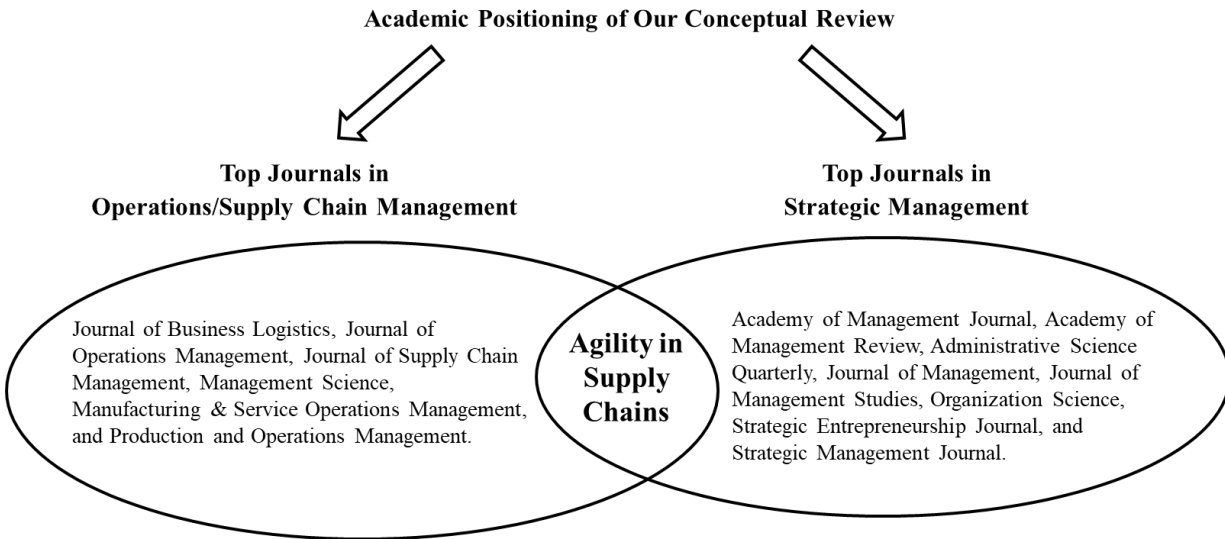 Academic Positioning of Our Conceptual Review
Top Journals in
Operations/Supply Chain Management
Top Journals in
Strategic Management
Journal of Business Logistics, Journal of
Operations Management, Journal of Supply Chain
Management, Management Science,
Manufacturing & Service Operations Management,
and Production and Operations Management.
Agility in
Supply
Chains
Academy of Management Journal, Academy of
Management Review, Administrative Science
Quarterly, Journal of Management, Journal of
Management Studies, Organization Science,
Strategic Entrepreneurship Journal, and
Strategic Management Journal.